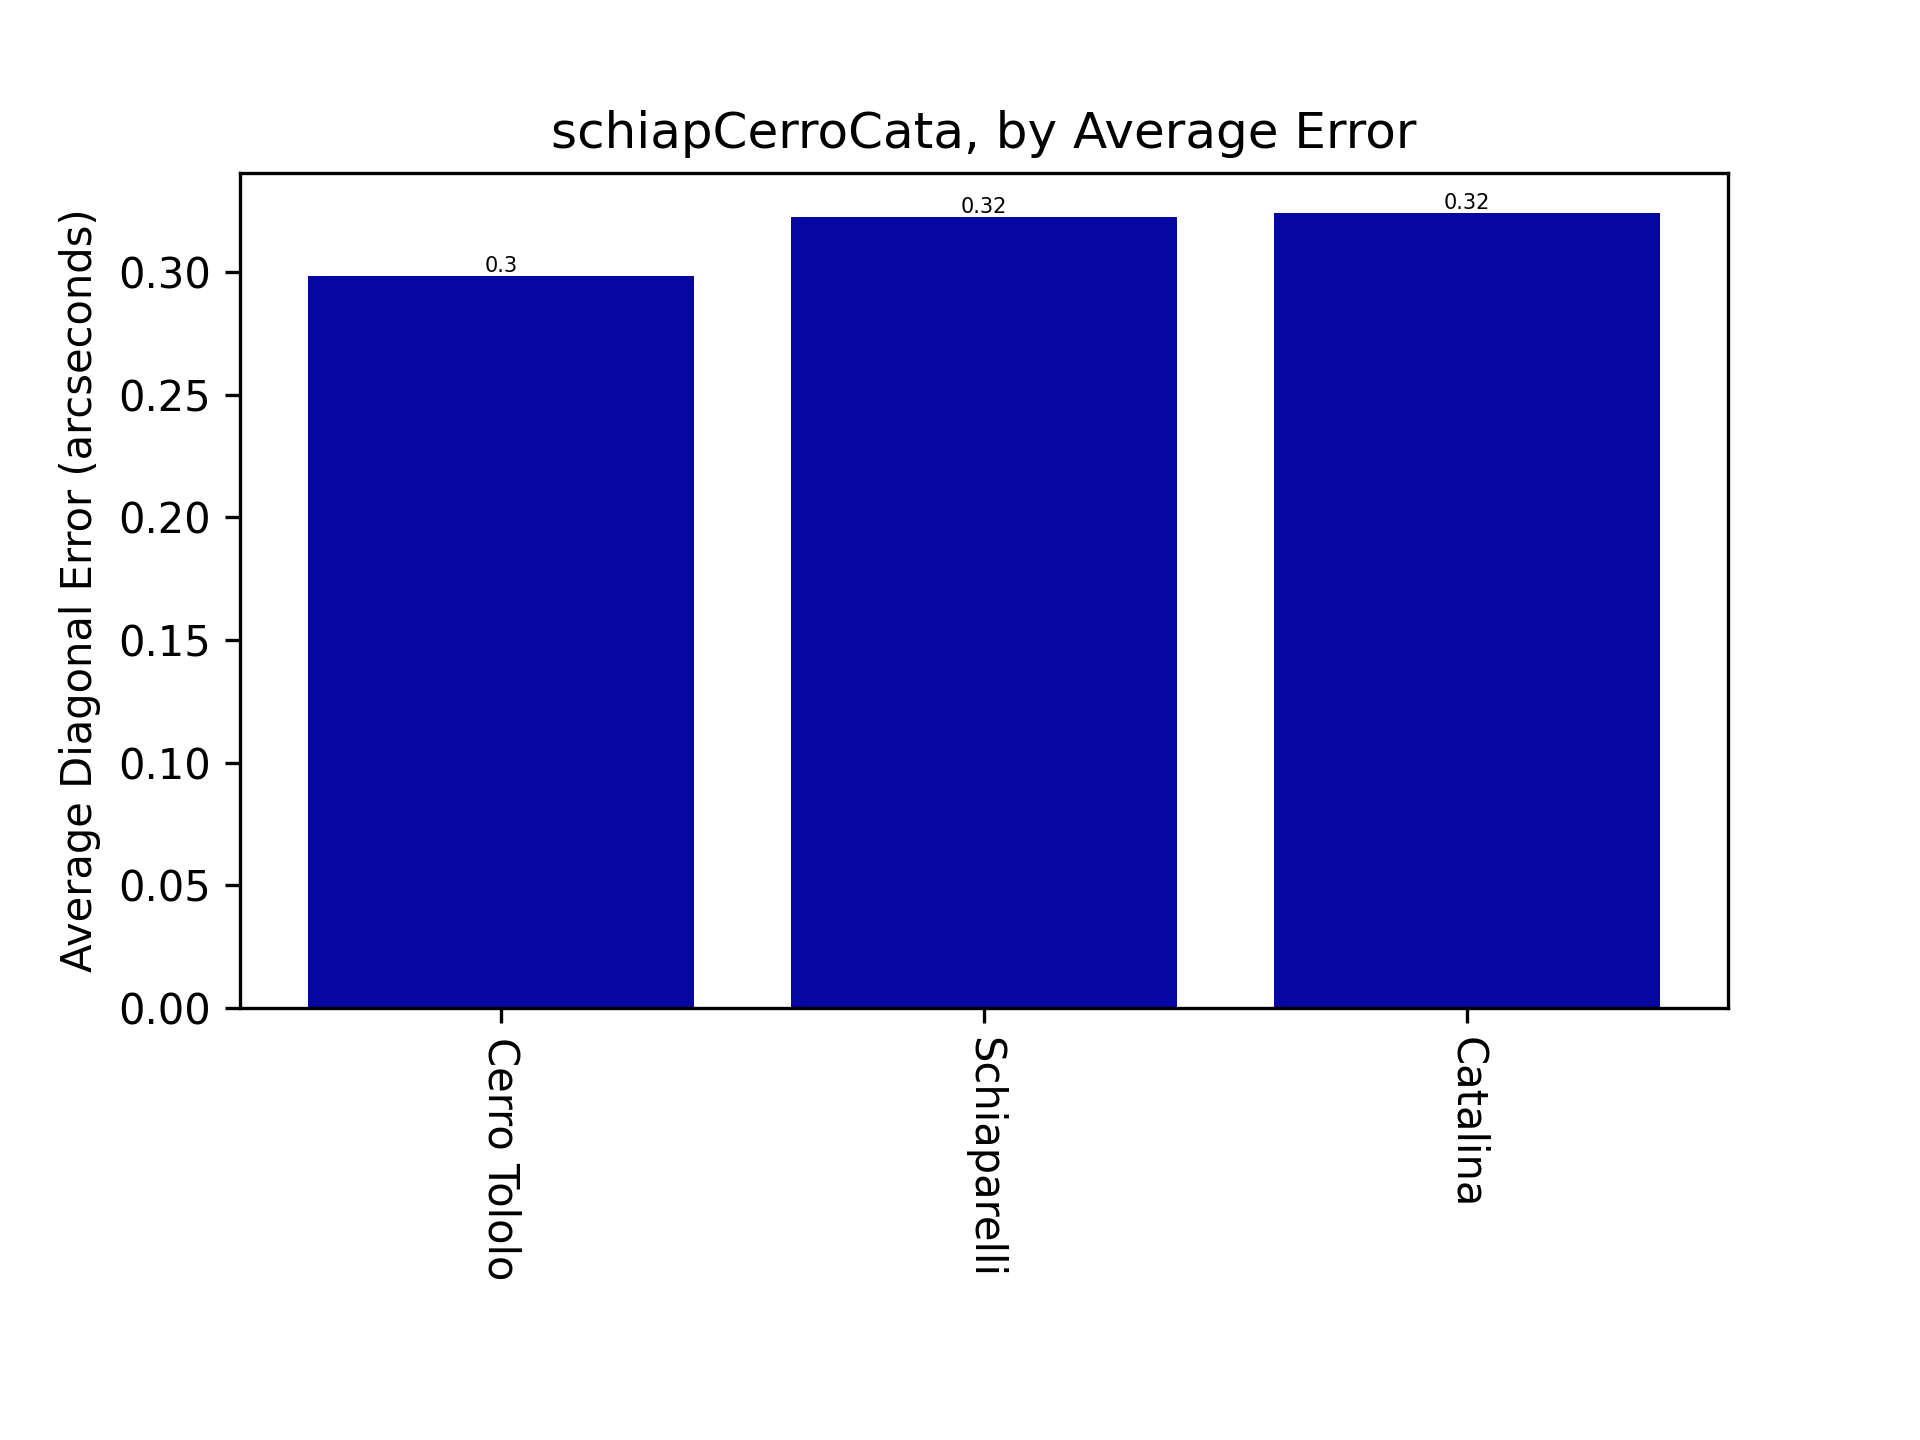 schiapCerroCata, by Average Error
Average Diagonal Error (arcseconds)
0.30
0.25
0.20
0.15
0.10
0.05
0.00
0.3
0.32
0.32
Cerro Tololo
Schiaparelli
Catalina